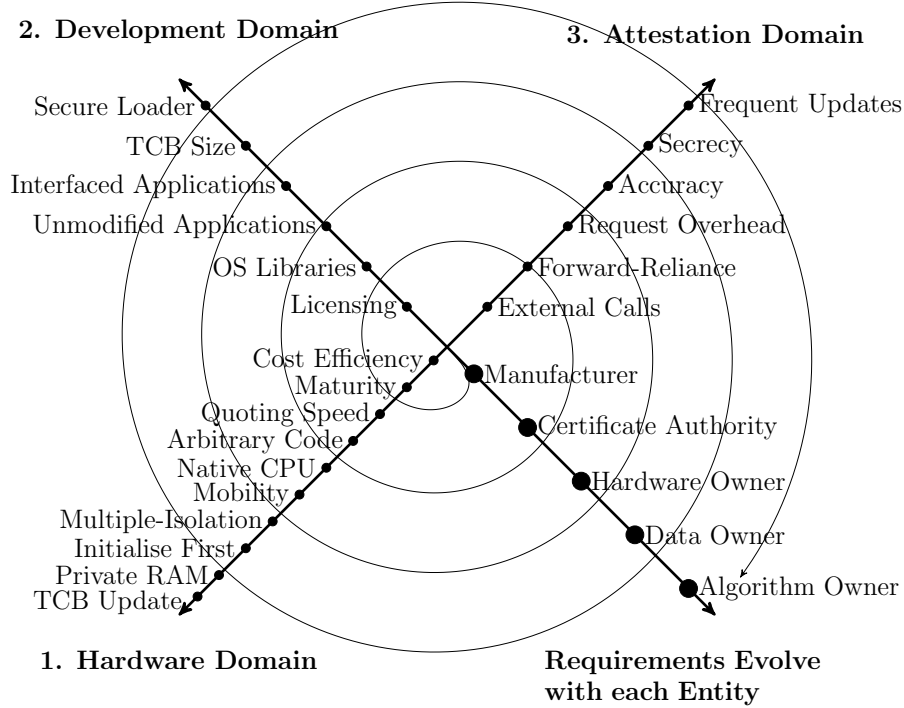 2. Development Domain
3. Attestation Domain
Secure Loader
Frequent Updates
TCB Size
Secrecy
Interfaced Applications
Accuracy
Unmodified Applications
Request Overhead
OS Libraries
Forward-Reliance
Licensing
External Calls
Cost Efficiency
Manufacturer
Maturity
Quoting Speed
Certificate Authority
Arbitrary Code
Native CPU
Hardware Owner
Mobility
Multiple-Isolation
Data Owner
Initialise First
Private RAM
Algorithm Owner
TCB Update
1. Hardware Domain
Requirements Evolve
with each Entity